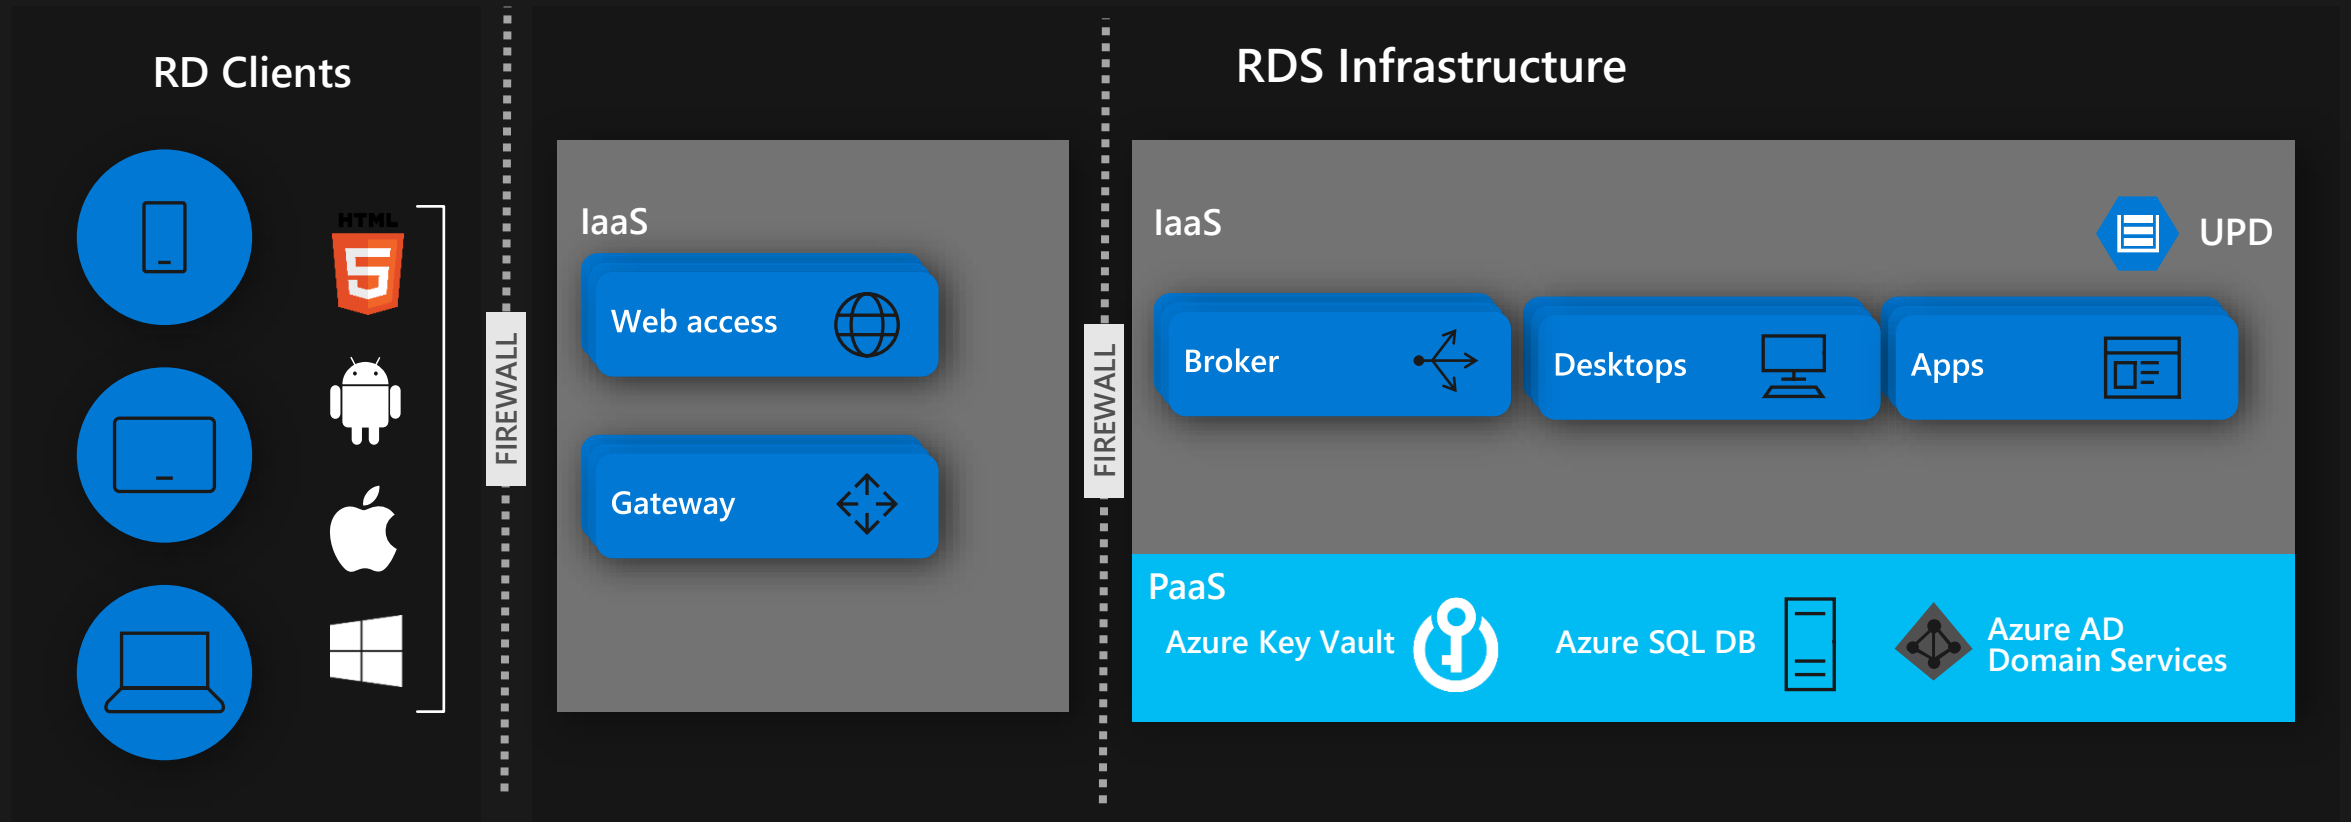 RD Clients
HTML
5
FIREWALL
IaaS
Web access
Gateway
FIREWALL
RDS Infrastructure
IaaS
UPD
Broker
Desktops
Apps
PaaS
Azure Key Vault
Azure SQL DB
Azure AD
Domain Services